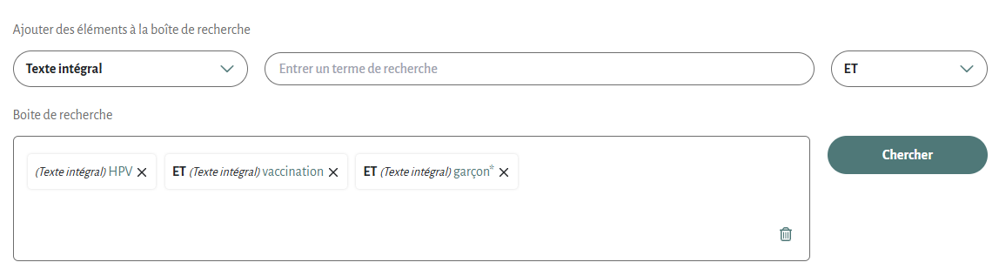 Ajouter des éléments à la boîte de recherche
Texte intégral
Entrer un terme de recherche
ET
Boite de recherche
(Texte intégral) HPV
ET (Texte intégral) vaccination
ET (Texte intégral) garçon*
Chercher